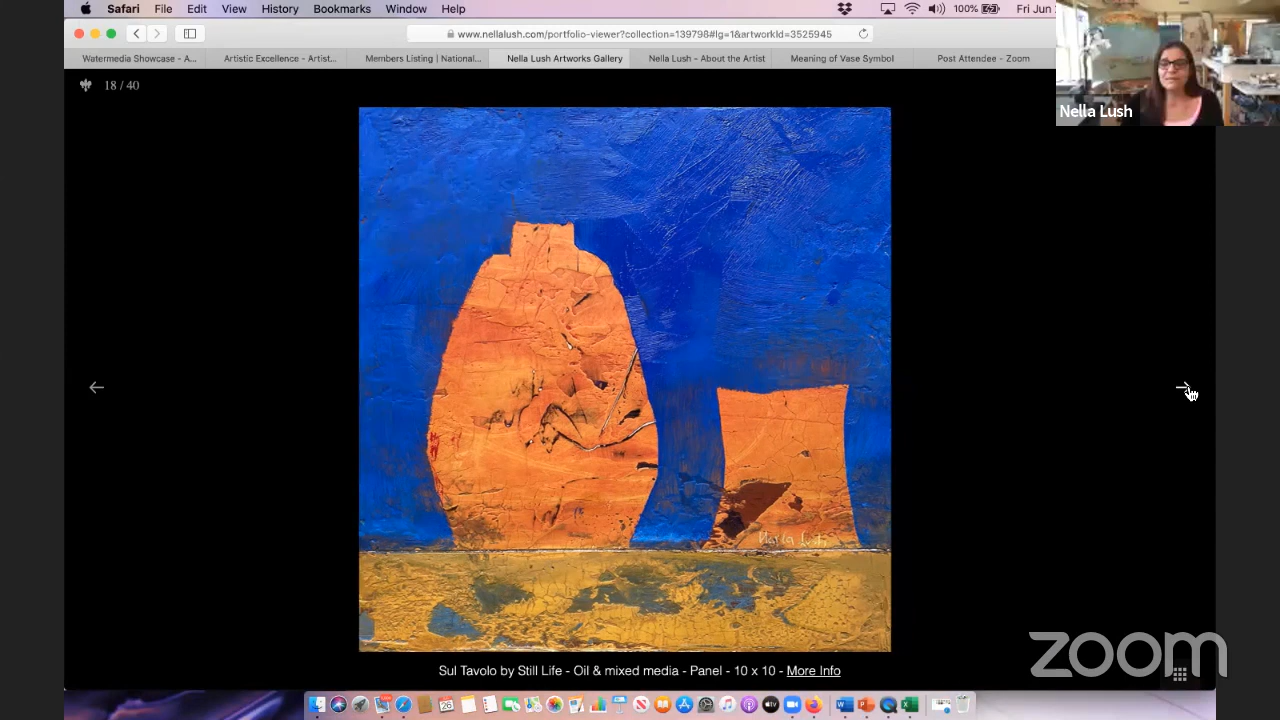 Safari File Edit View History Bookmarks Window Help 100% Fri Jun
www.nellalush.com/portfolio-viewer?collection=139798#lg=1&artworkId=3525945
Watermedia Showcase - A... Artistic Excellence - Artist... Members Listing | National... Nella Lush Artworks Gallery Nella Lush - About the Artist Meaning of Vase Symbol Post Attendee - Zoom
18 / 40
Nella Lush
Sul Tavolo by Still Life - Oil & mixed media - Panel - 10 x 10 - More Info
zoom